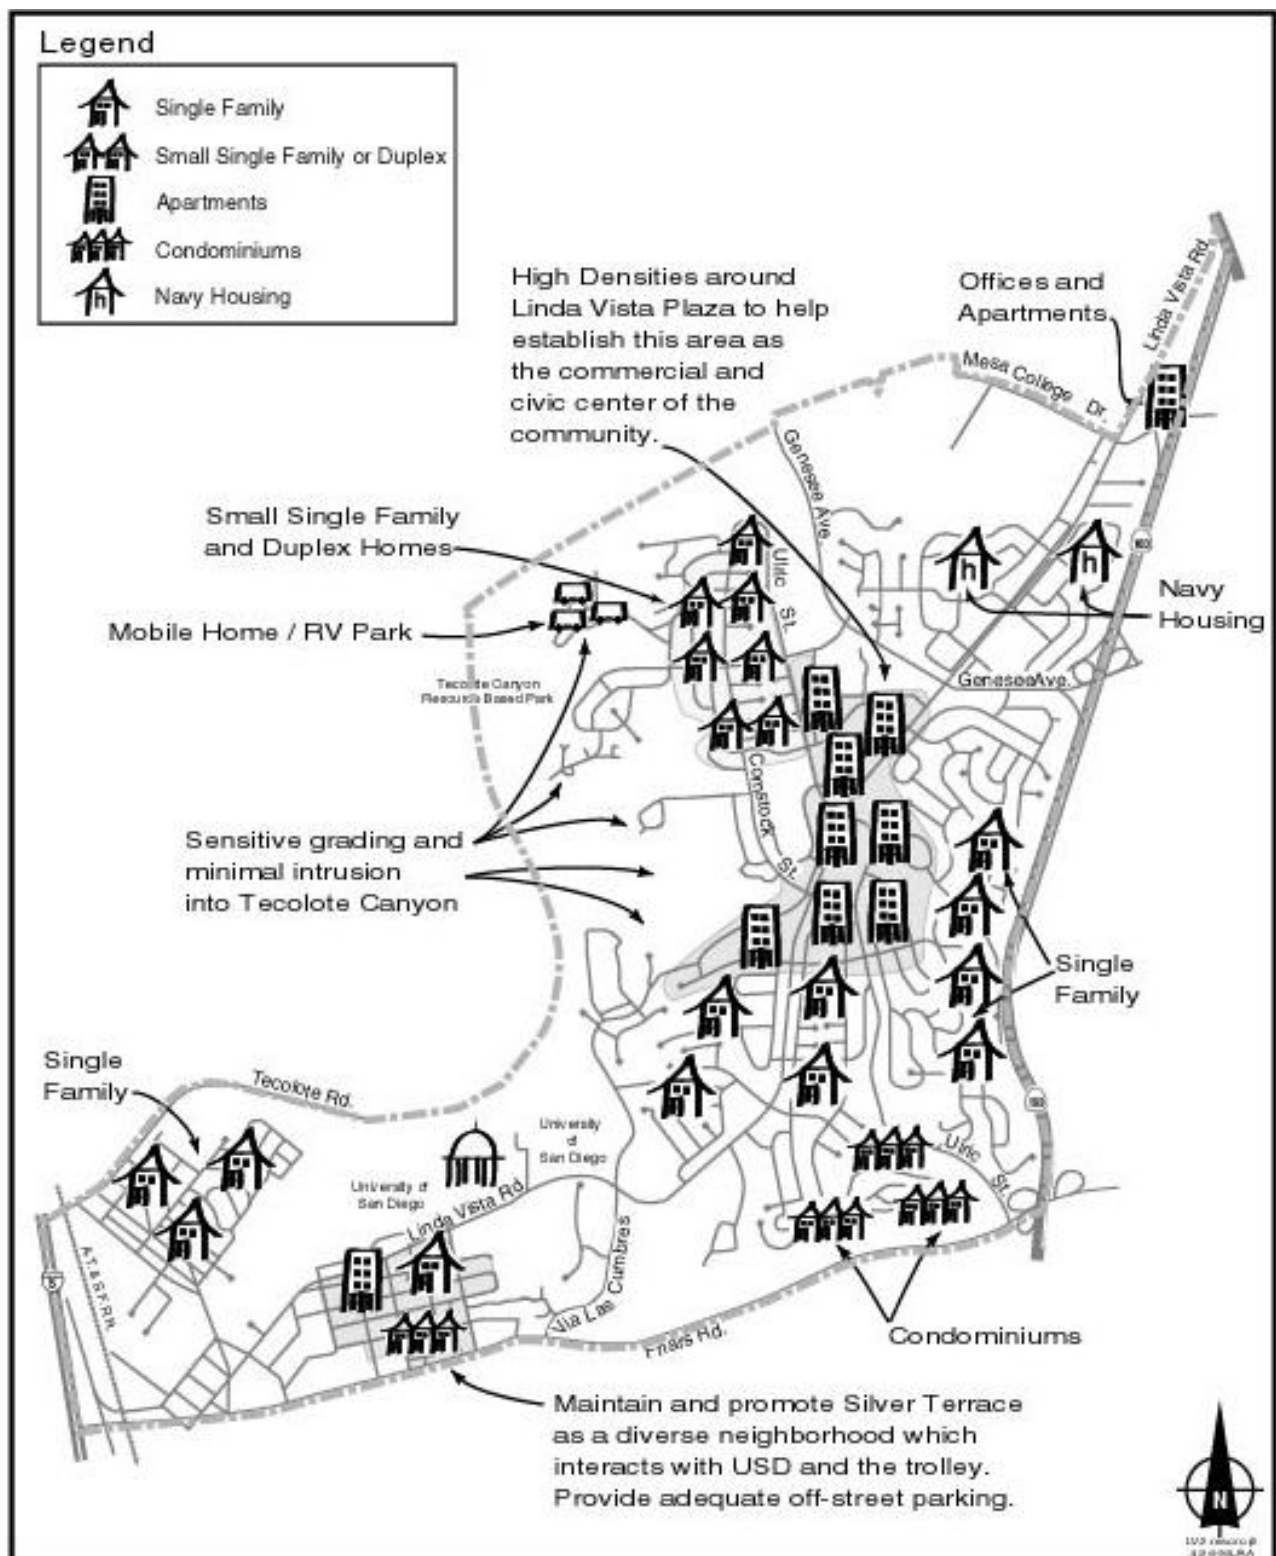 Legend
Single Family
Small Single Family or Duplex
Apartments
Condominiums
Navy Housing
High Densities around
Linda Vista Plaza to help
establish this area as
the commercial and
civic center of the
community.
Offices and
Apartments
Linda Vista Rd.
Mesa College Dr.
Genesee Ave.
Small Single Family
and Duplex Homes
Ulric St.
Navy
Housing
Mobile Home / RV Park
GeneseeAve.
Tecolote Canyon
Resource Based Park
Comstock St.
Sensitive grading and
minimal intrusion
into Tecolote Canyon
Single
Family
Single
Family
Tecolote Rd.
University
of
San Diego
University of
San Diego
Linda Vista Rd.
Ulric St.
Via Las Cumbres
5
Friars Rd.
Condominiums
Maintain and promote Silver Terrace
as a diverse neighborhood which
interacts with USD and the trolley.
Provide adequate off-street parking.
N